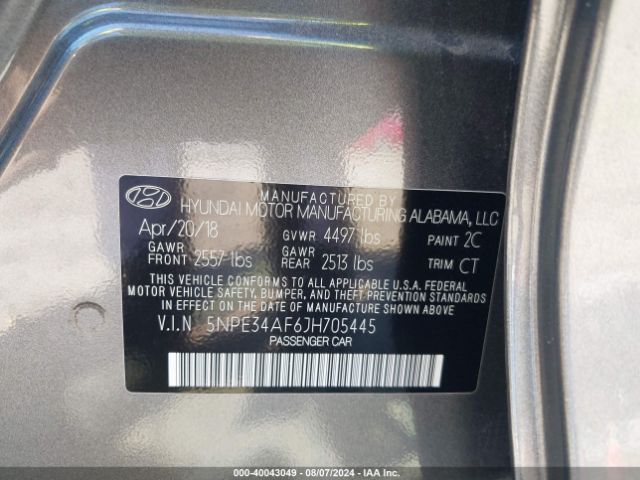 MANUFACTURED BY
HYUNDAI MOTOR MANUFACTURING ALABAMA, LLC
Apr/20/18 GVWR 4497 lbs PAINT 2C
GAWR FRONT 2557 lbs GAWR REAR 2513 lbs TRIM CT
THIS VEHICLE CONFORMS TO ALL APPLICABLE U.S.A. FEDERAL
MOTOR VEHICLE SAFETY, BUMPER, AND THEFT PREVENTION STANDARDS
IN EFFECT ON THE DATE OF MANUFACTURE SHOWN ABOVE
V.I.N 5NPE34AF6JH705445
PASSENGER CAR
000-40043049 - 08/07/2024 - IAA Inc.